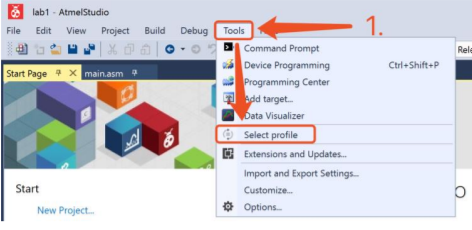 lab1 - AtmelStudio
File Edit View Project Build Debug Tools
1.
Command Prompt
Device Programming Ctrl+Shift+P
Programming Center
Add target...
Data Visualizer
Select profile
Extensions and Updates...
Import and Export Settings...
Customize...
Options...
Rele
Start Page main.asm
Start
New Project...